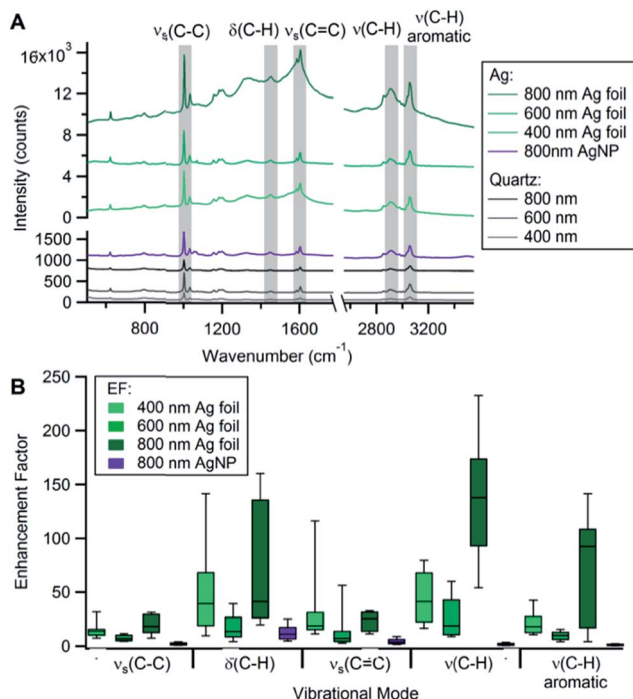 A
νs(C-C)
δ(C-H)
νs(C=C)
ν(C-H)
ν(C-H)
aromatic
16x10³
12
8
4
0
1500
1000
500
0
Intensity (counts)
800
1200
1600
2800
3200
Wavenumber (cm⁻¹)
Ag:
800 nm Ag foil
600 nm Ag foil
400 nm Ag foil
800nm AgNP
Quartz:
800 nm
600 nm
400 nm
B
250
200
150
100
50
0
Enhancement Factor
EF:
400 nm Ag foil
600 nm Ag foil
800 nm Ag foil
800 nm AgNP
νs(C-C)
δ(C-H)
νs(C=C)
ν(C-H)
ν(C-H)
aromatic
Vibrational Mode